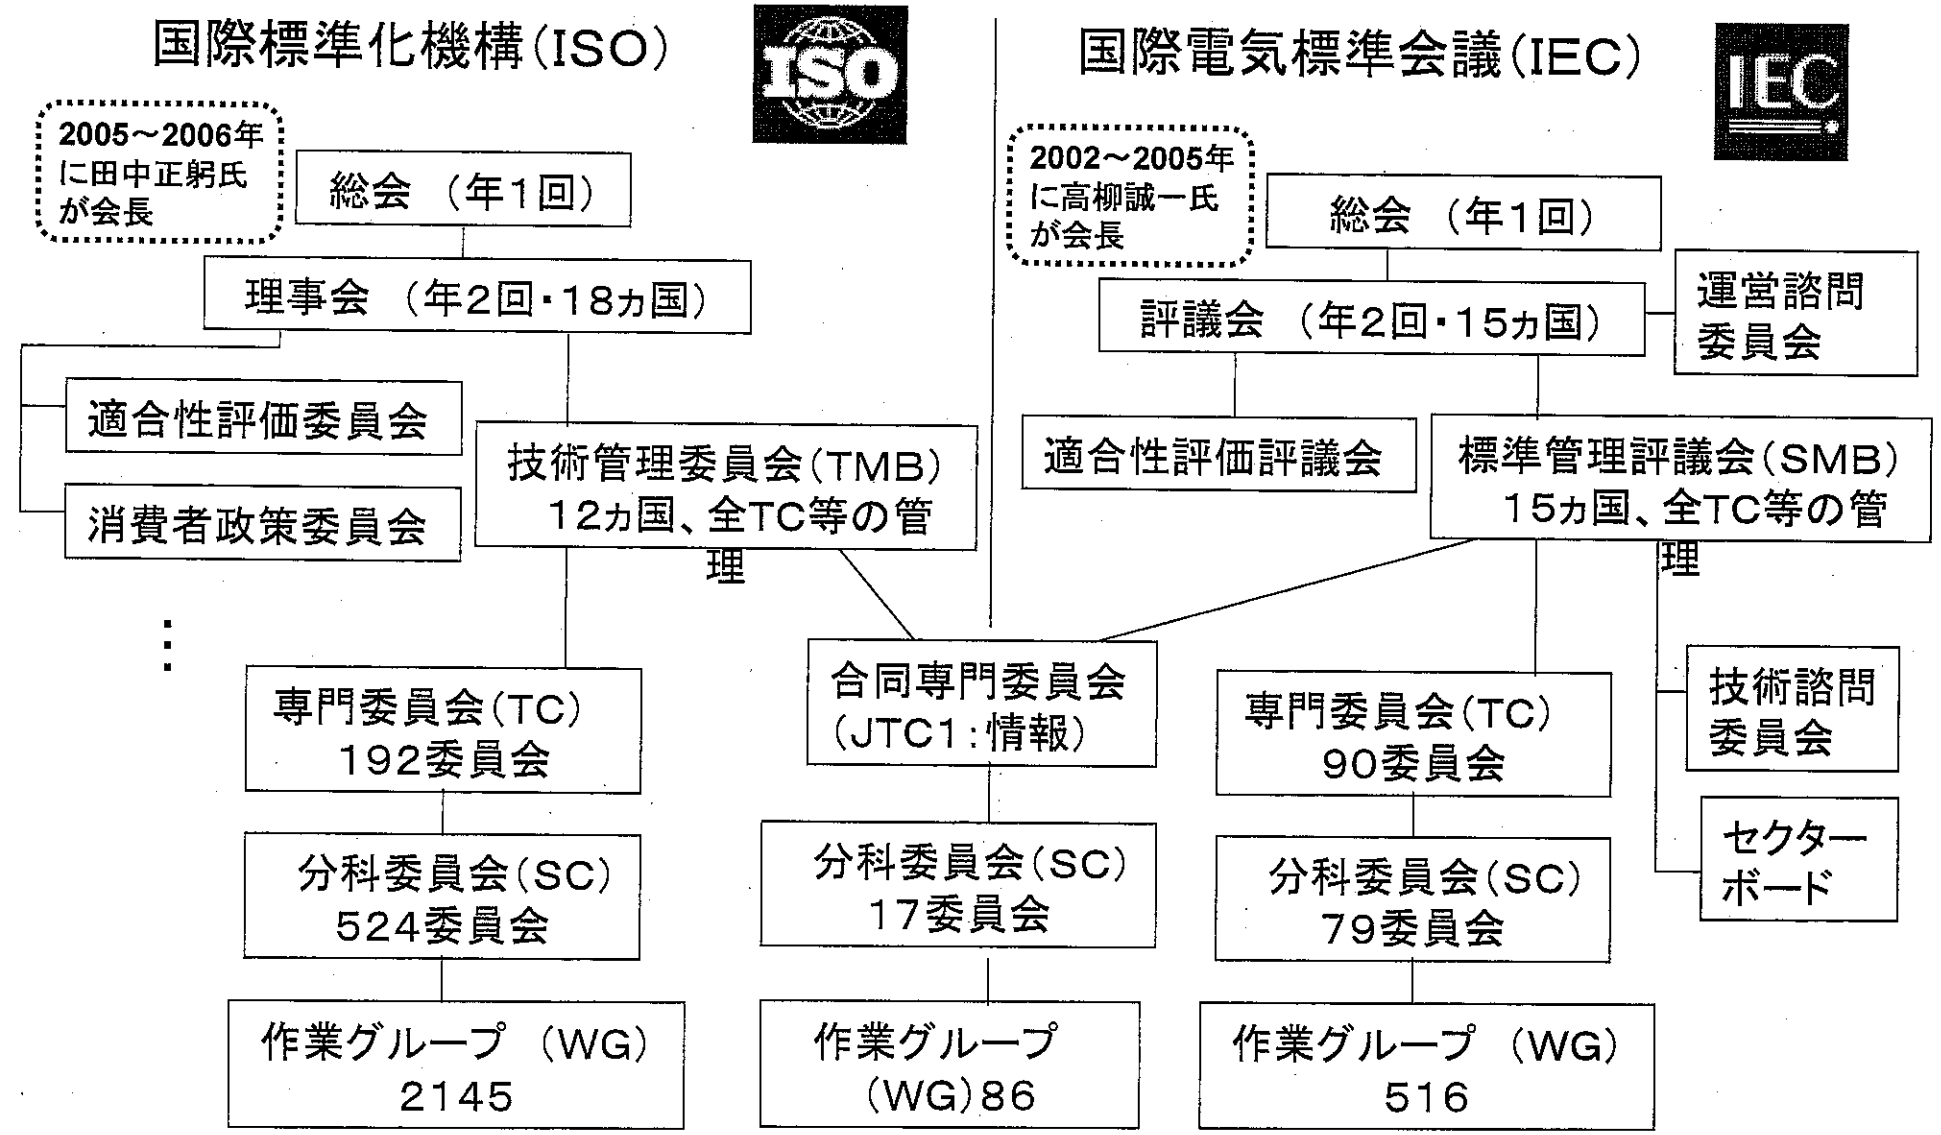 国際標準化機構(ISO)
ISO
2005～2006年
に田中正躬氏
が会長
総会 (年1回)
理事会 (年2回・18ヵ国)
適合性評価委員会
消費者政策委員会
技術管理委員会(TMB)
12ヵ国、全TC等の管
理
専門委員会(TC)
192委員会
分科委員会(SC)
524委員会
作業グループ (WG)
2145
合同専門委員会
(JTC1:情報)
分科委員会(SC)
17委員会
作業グループ
(WG)86
国際電気標準会議(IEC)
IEC
2002～2005年
に高柳誠一氏
が会長
総会 (年1回)
評議会 (年2回・15ヵ国)
運営諮問
委員会
適合性評価評議会
標準管理評議会(SMB)
15ヵ国、全TC等の管
理
専門委員会(TC)
90委員会
分科委員会(SC)
79委員会
作業グループ (WG)
516
技術諮問
委員会
セクター
ボード